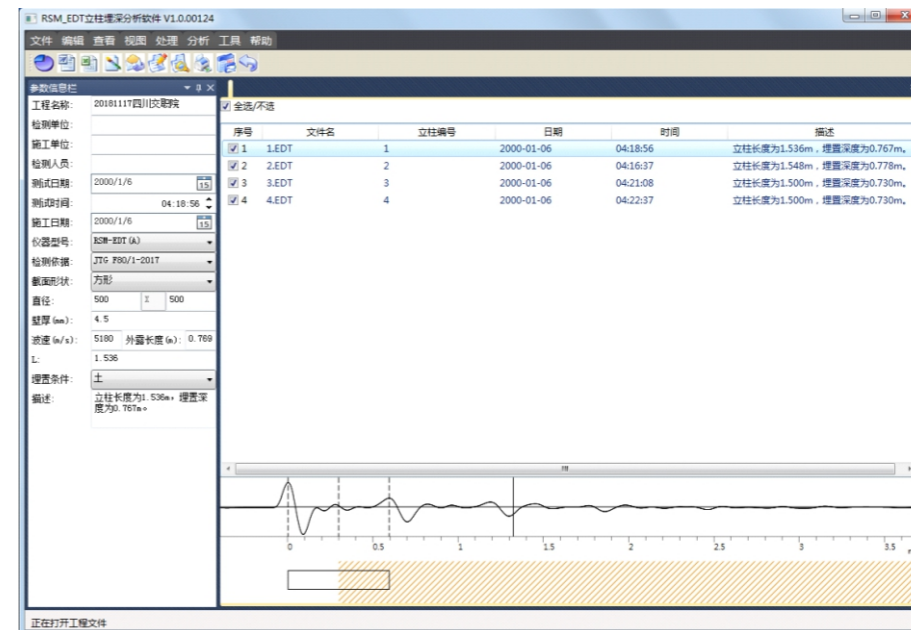 RSM_EDT立柱埋深分析软件 V1.0.00124
文件 编辑 查看 视图 处理 分析 工具 帮助
参数信息栏
工程名称: 20181117四川交职院
检测单位:
施工单位:
检测人员:
测试日期: 2000/1/6 15
测试时间: 04:18:56
施工日期: 2000/1/6 15
仪器型号: RSM-EDT(A)
检测依据: JTG F80/1-2017
截面形状: 方形
直径: 500 X 500
壁厚(mm): 4.5
波速(m/s): 5180 外露长度(m): 0.769
L: 1.536
埋置条件: 土
描述: 立柱长度为1.536m，埋置深
度为0.767m。
全选/不选
序号 文件名 立柱编号 日期 时间 描述
1 1.EDT 1 2000-01-06 04:18:56 立柱长度为1.536m，埋置深度为0.767m。
2 2.EDT 2 2000-01-06 04:16:37 立柱长度为1.548m，埋置深度为0.778m。
3 3.EDT 3 2000-01-06 04:21:08 立柱长度为1.500m，埋置深度为0.730m。
4 4.EDT 4 2000-01-06 04:22:37 立柱长度为1.500m，埋置深度为0.730m。
0 0.5 1 1.5 2 2.5 3 3.5
正在打开工程文件